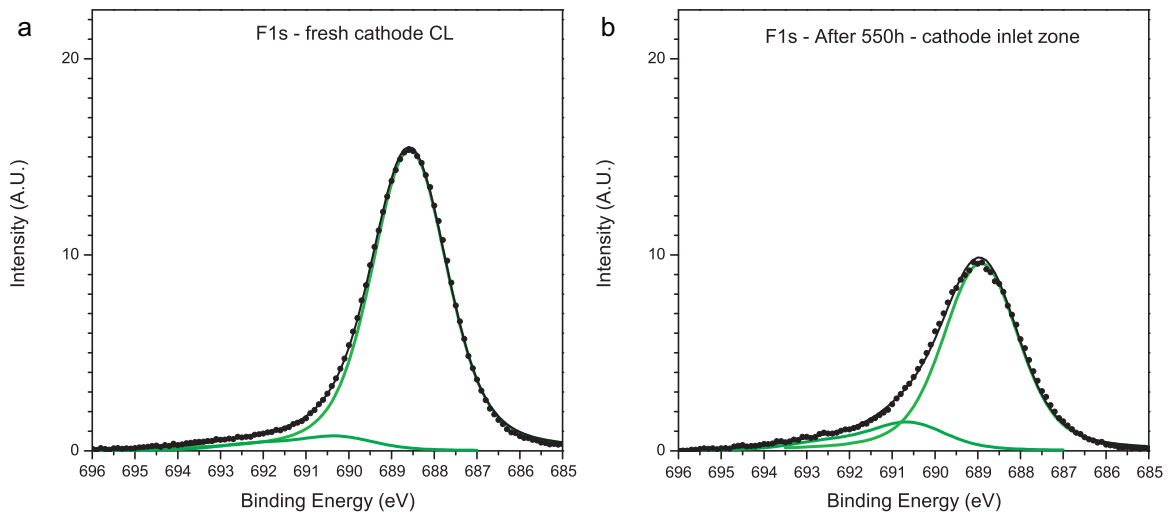 a
F1s - fresh cathode CL
20
10
0
Intensity (A.U.)
696 695 694 693 692 691 690 689 688 687 686 685
Binding Energy (eV)
b
F1s - After 550h - cathode inlet zone
20
10
0
Intensity (A.U.)
696 695 694 693 692 691 690 689 688 687 686 685
Binding Energy (eV)